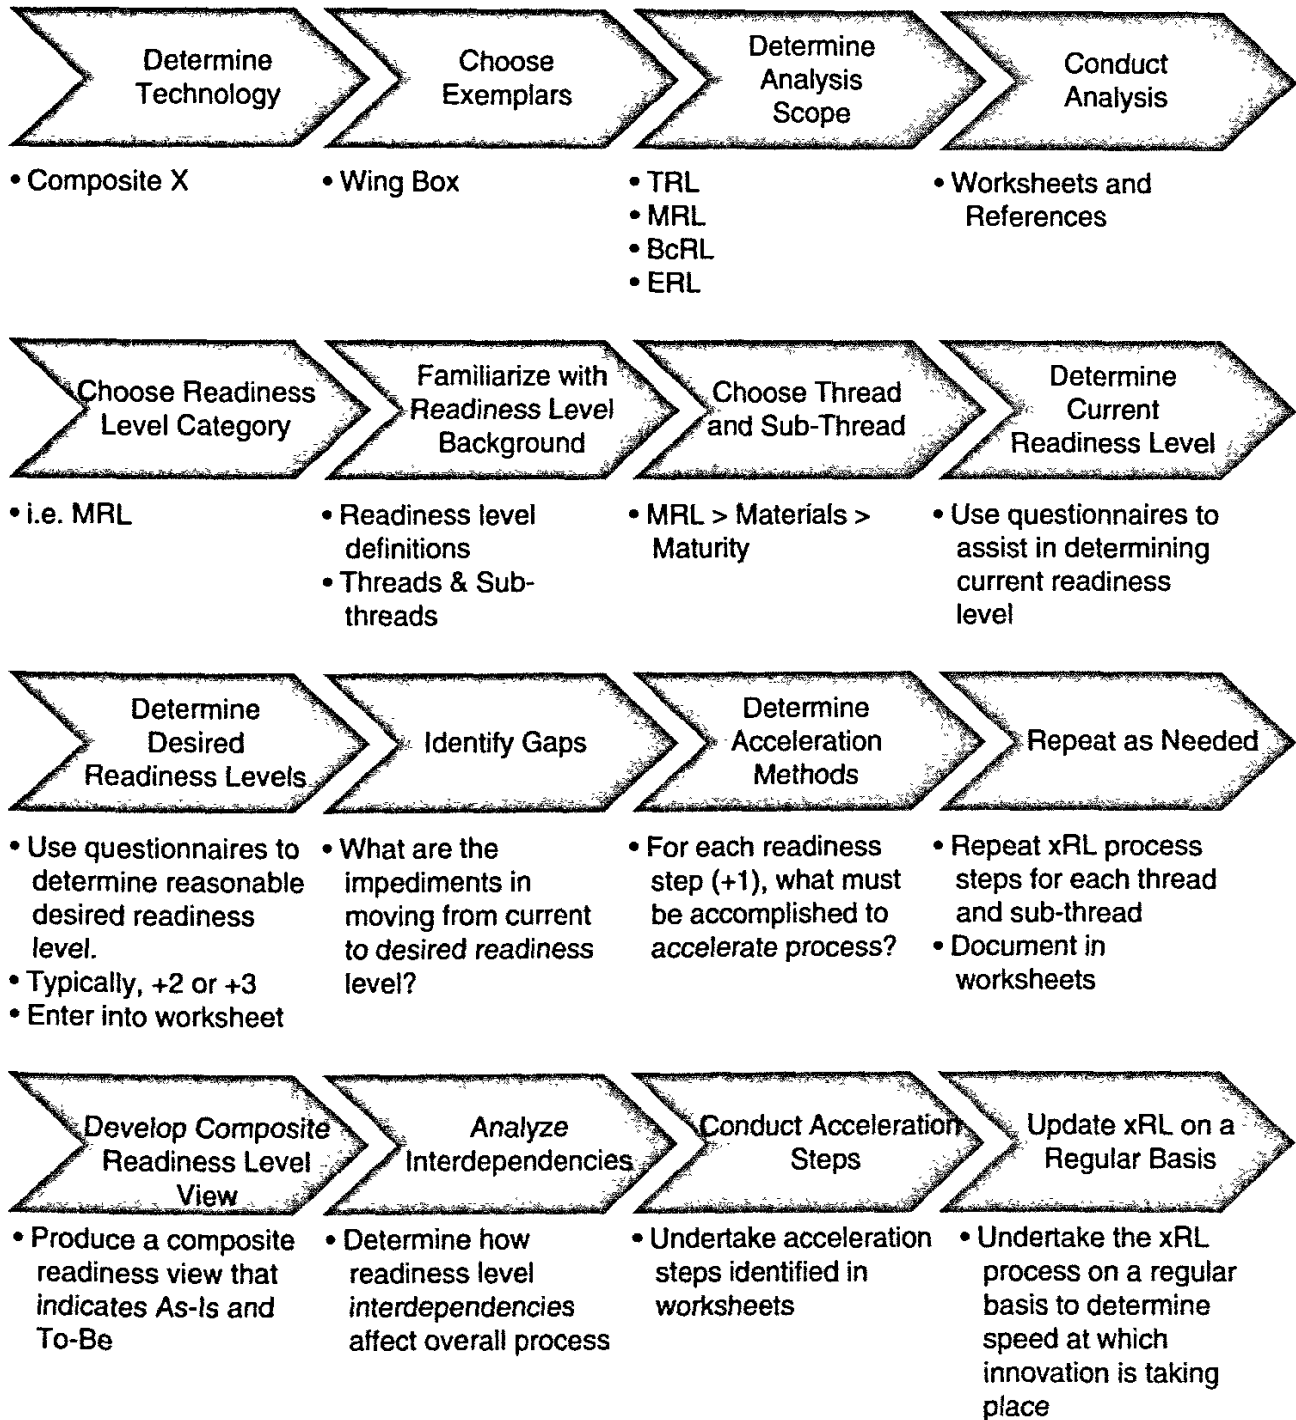 Determine
Technology
Choose
Exemplars
Determine
Analysis
Scope
Conduct
Analysis
• Composite X
• Wing Box
• TRL
• MRL
• BcRL
• ERL
• Worksheets and
References
Choose Readiness
Level Category
Familiarize with
Readiness Level
Background
Choose Thread
and Sub-Thread
Determine
Current
Readiness Level
• i.e. MRL
• Readiness level
definitions
• Threads & Sub-
threads
• MRL > Materials >
Maturity
• Use questionnaires to
assist in determining
current readiness
level
Determine
Desired
Readiness Levels
Identify Gaps
Determine
Acceleration
Methods
Repeat as Needed
• Use questionnaires to
determine reasonable
desired readiness
level.
• Typically, +2 or +3
• Enter into worksheet
• What are the
impediments in
moving from current
to desired readiness
level?
• For each readiness
step (+1), what must
be accomplished to
accelerate process?
• Repeat xRL process
steps for each thread
and sub-thread
• Document in
worksheets
Develop Composite
Readiness Level
View
Analyze
Interdependencies
Conduct Acceleration
Steps
Update xRL on a
Regular Basis
• Produce a composite
readiness view that
indicates As-Is and
To-Be
• Determine how
readiness level
interdependencies
affect overall process
• Undertake acceleration
steps identified in
worksheets
• Undertake the xRL
process on a regular
basis to determine
speed at which
innovation is taking
place